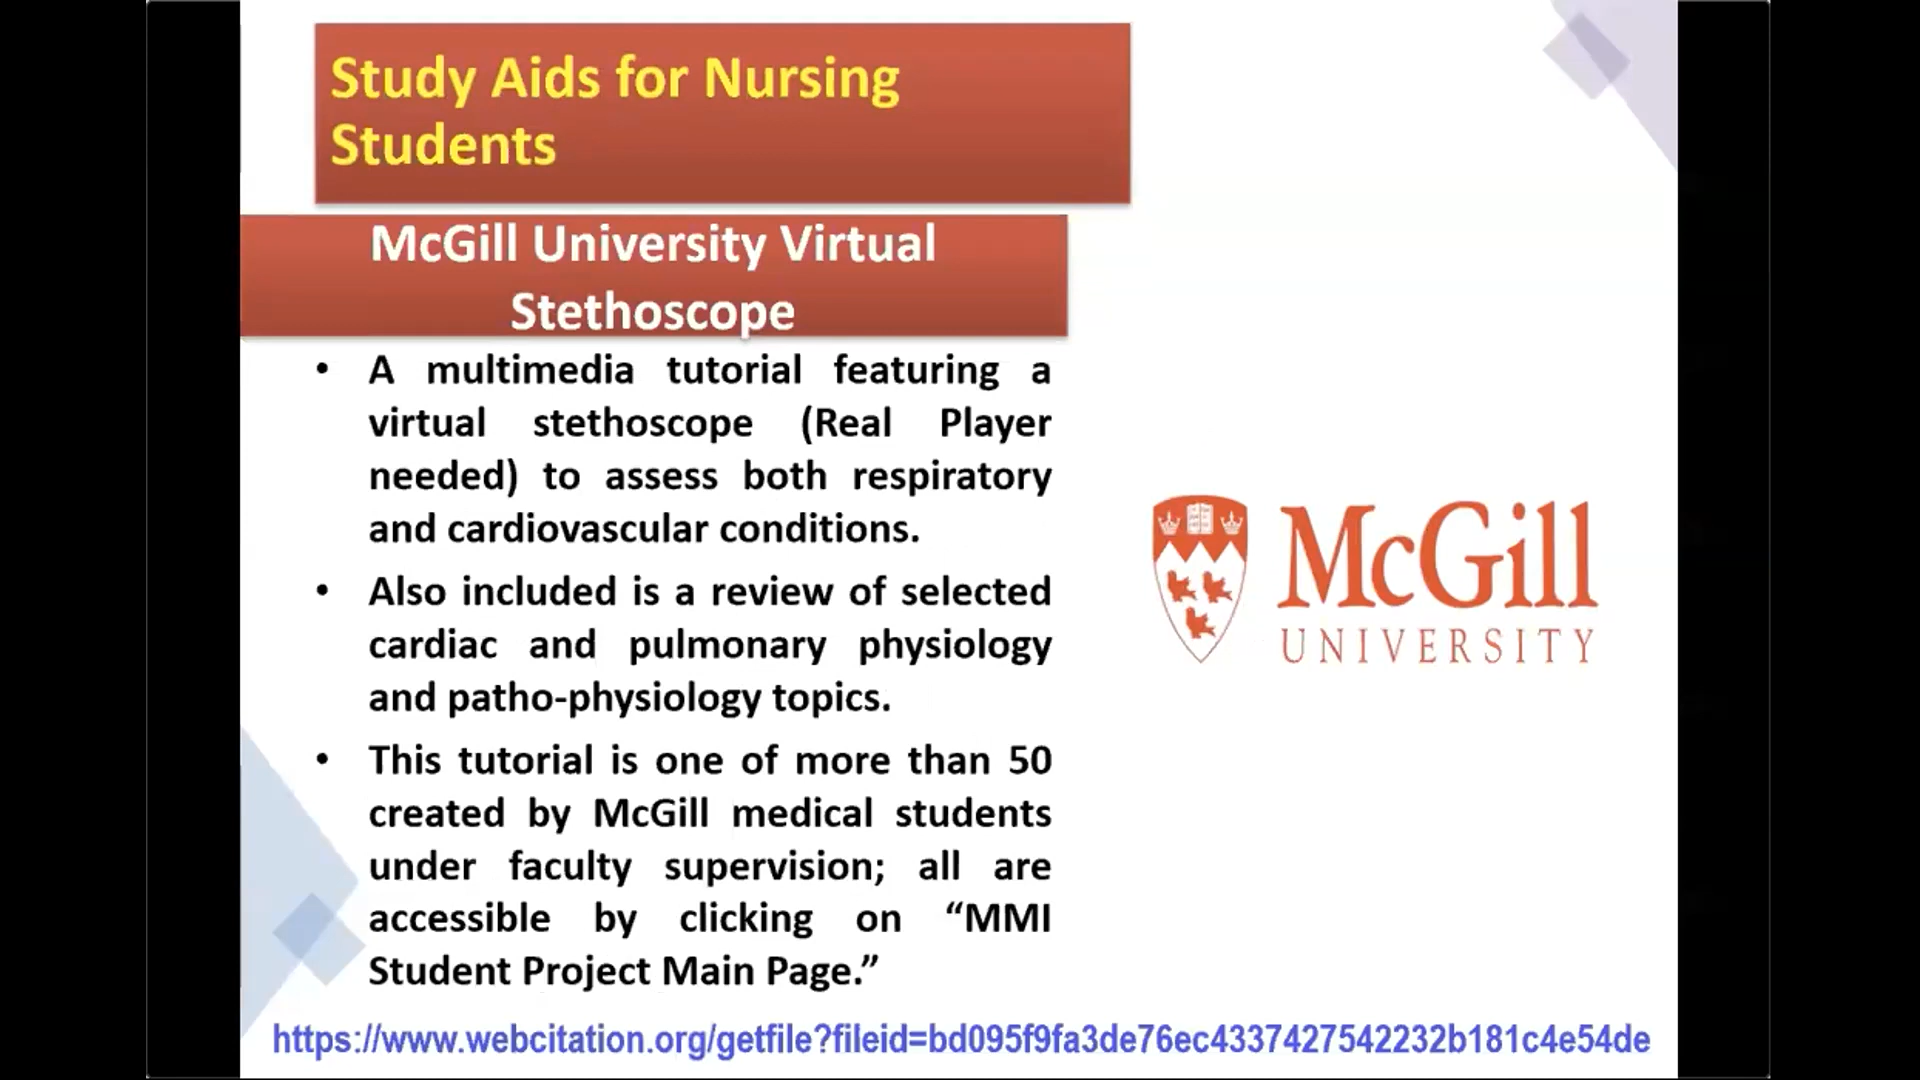 Study Aids for Nursing
Students
McGill University Virtual
Stethoscope
• A multimedia tutorial featuring a
virtual stethoscope (Real Player
needed) to assess both respiratory
and cardiovascular conditions.
• Also included is a review of selected
cardiac and pulmonary physiology
and patho-physiology topics.
• This tutorial is one of more than 50
created by McGill medical students
under faculty supervision; all are
accessible by clicking on “MMI
Student Project Main Page.”
McGill
UNIVERSITY
https://www.webcitation.org/getfile?fileid=bd095f9fa3de76ec4337427542232b181c4e54de